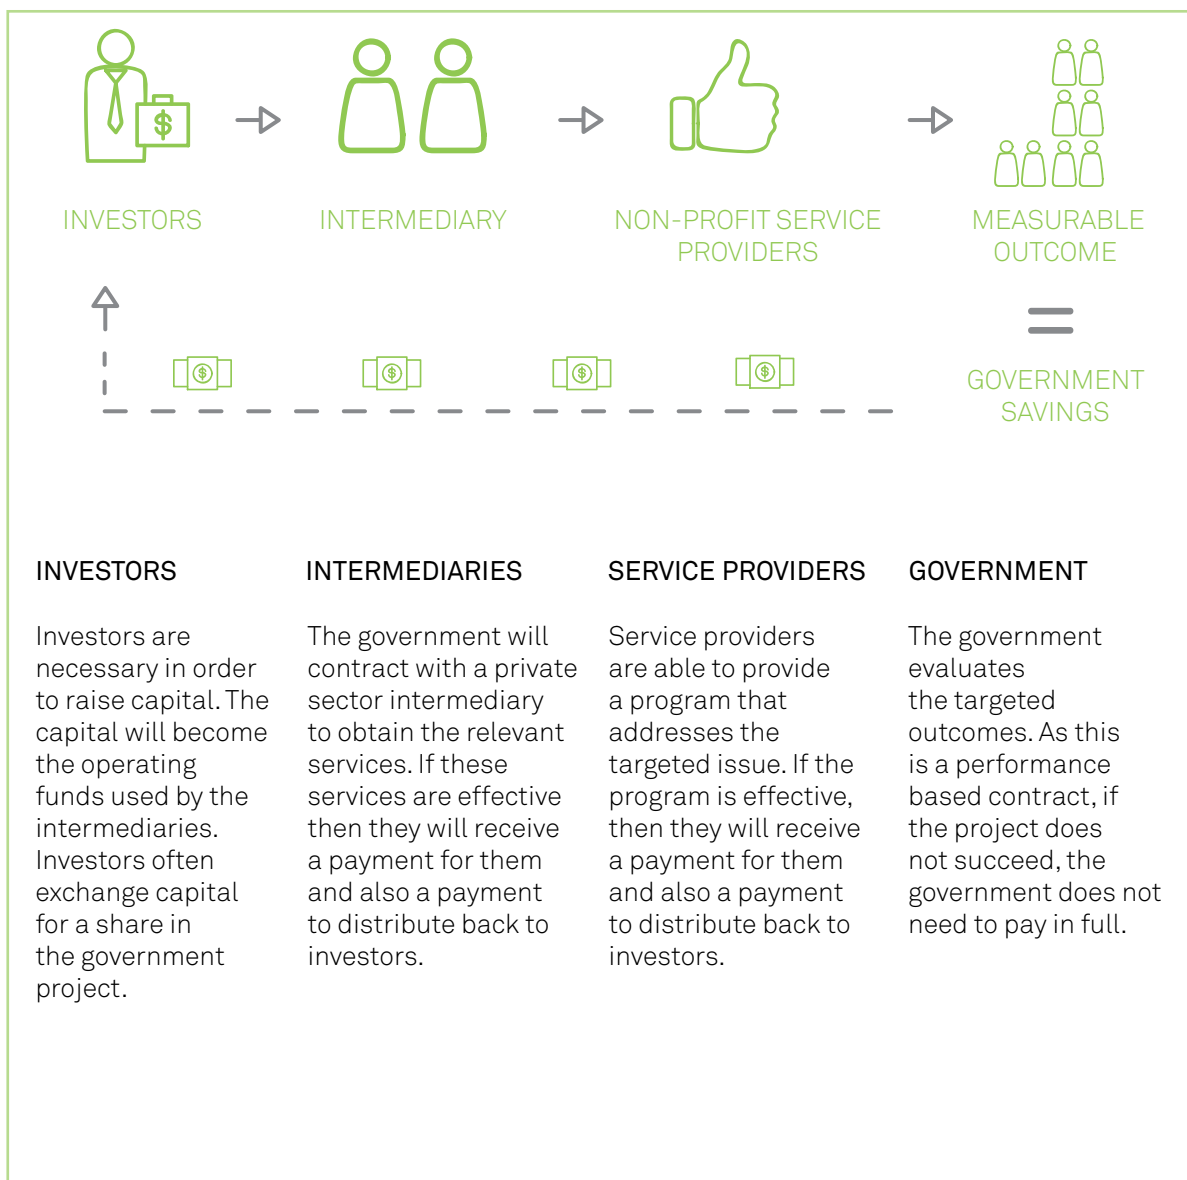 $
INVESTORS
INTERMEDIARY
NON-PROFIT SERVICE
PROVIDERS
MEASURABLE
OUTCOME
$
$
$
$
GOVERNMENT
SAVINGS
INVESTORS
Investors are
necessary in order
to raise capital. The
capital will become
the operating
funds used by the
intermediaries.
Investors often
exchange capital
for a share in
the government
project.
INTERMEDIARIES
The government will
contract with a private
sector intermediary
to obtain the relevant
services. If these
services are effective
then they will receive
a payment for them
and also a payment
to distribute back to
investors.
SERVICE PROVIDERS
Service providers
are able to provide
a program that
addresses the
targeted issue. If the
program is effective,
then they will receive
a payment for them
and also a payment
to distribute back to
investors.
GOVERNMENT
The government
evaluates
the targeted
outcomes. As this
is a performance
based contract, if
the project does
not succeed, the
government does not
need to pay in full.